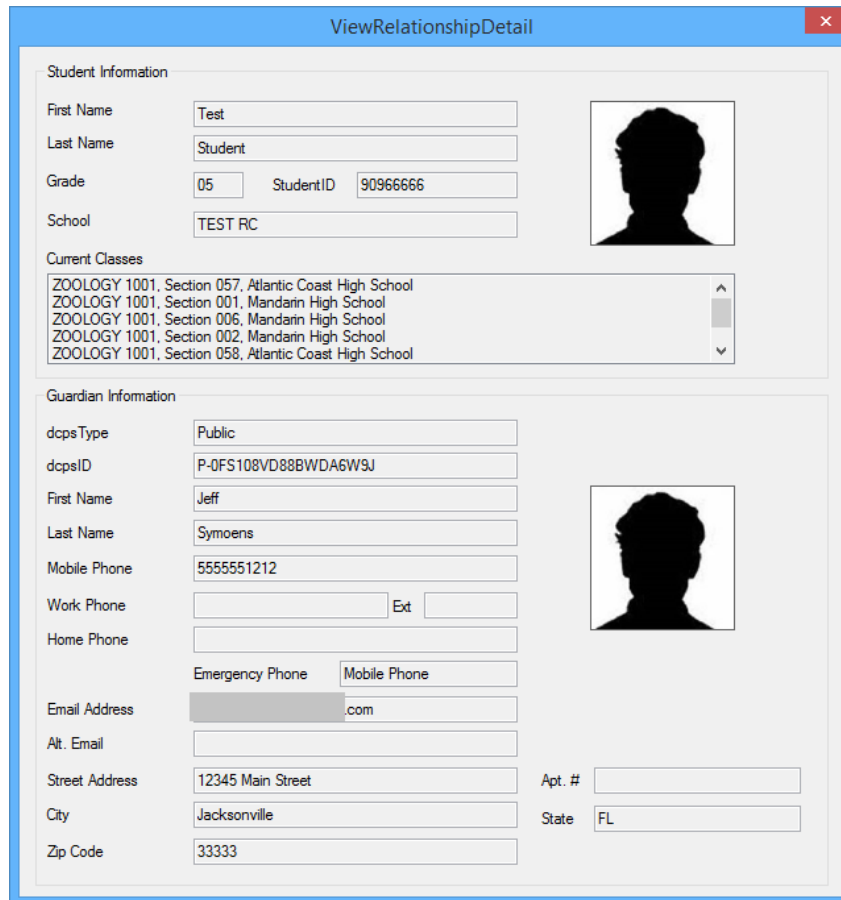 ViewRelationshipDetail
Student Information
First Name Test
Last Name Student
Grade 05 StudentID 90966666
School TEST RC
Current Classes
ZOOLOGY 1001, Section 057, Atlantic Coast High School
ZOOLOGY 1001, Section 001, Mandarin High School
ZOOLOGY 1001, Section 006, Mandarin High School
ZOOLOGY 1001, Section 002, Mandarin High School
ZOOLOGY 1001, Section 058, Atlantic Coast High School
Guardian Information
dcpsType Public
dcpsID P-0FS108VD88BWDA6W9J
First Name Jeff
Last Name Symoens
Mobile Phone 5555551212
Work Phone Ext
Home Phone
Emergency Phone Mobile Phone
Email Address .com
Alt. Email
Street Address 12345 Main Street Apt. #
City Jacksonville State FL
Zip Code 33333